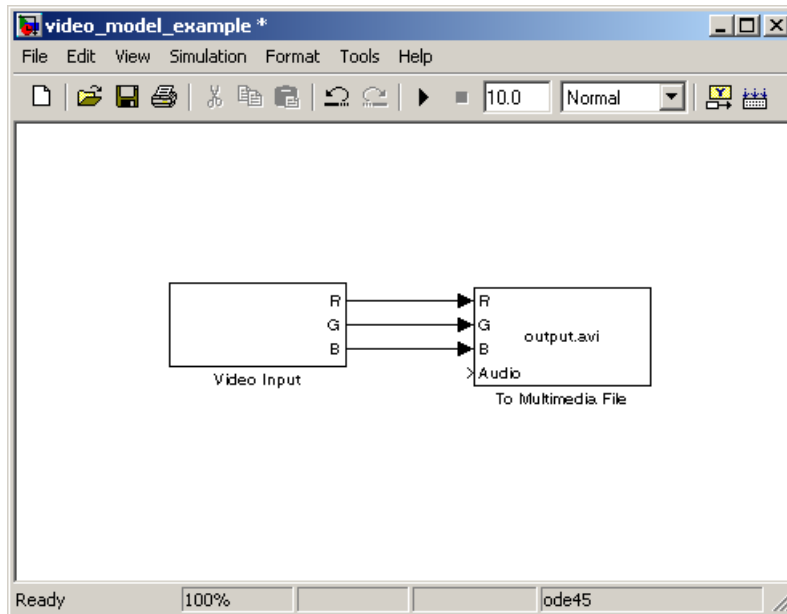 video_model_example *
File Edit View Simulation Format Tools Help
10.0 Normal
R R
G G
output.avi
B B
Audio
Video Input
To Multimedia File
Ready 100% ode45